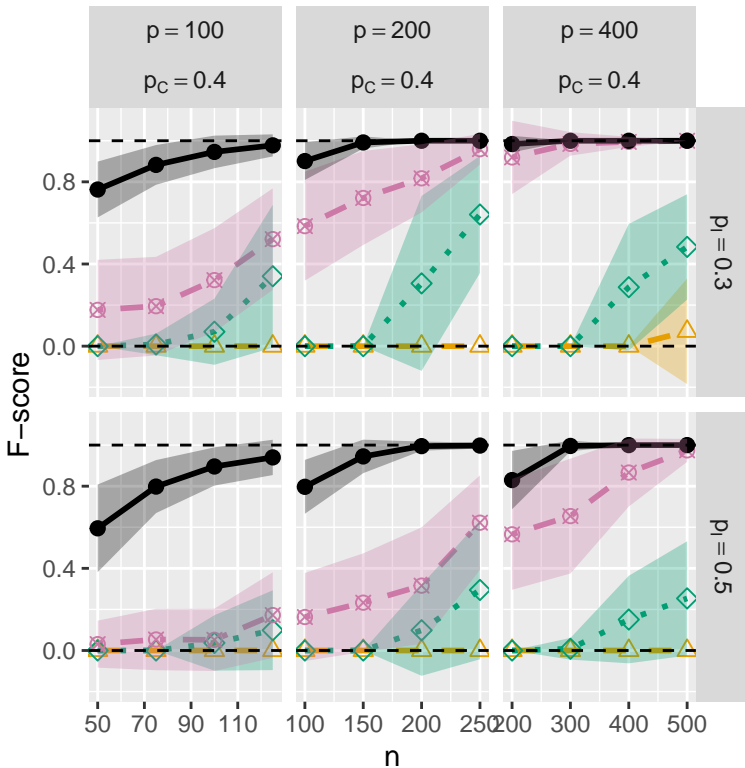 p = 100 p = 200 p = 400
p_C = 0.4 p_C = 0.4 p_C = 0.4
F−score
0.8
0.4
0.0
p_I = 0.3
0.8
0.4
0.0
p_I = 0.5
50 70 90 110 100 150 200 250 200 300 400 500
n